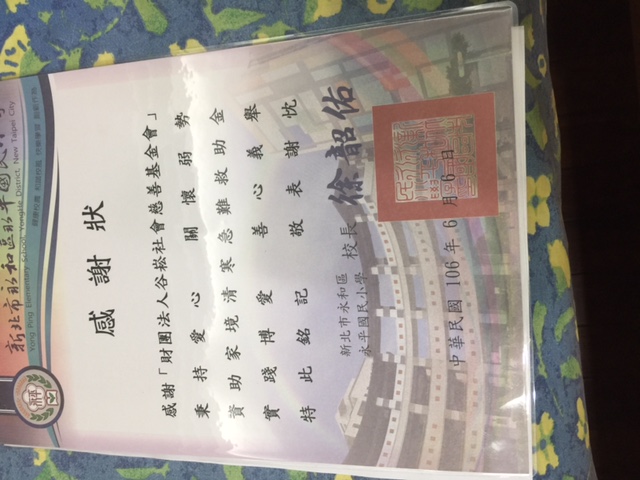 新北市永和區永平國民小學
Yong Ping Elementary School YongHe District New Taipei City
感謝狀
感謝「財團法人谷崧社會慈善基金會」
秉持愛心 關懷弱勢
資助家境清寒急難救助金
實踐博愛 善心義舉
特此銘記 敬表謝忱
新北市永和區
永平國民小學
校長 徐韶佑
中華民國 106 年 6 月 6 日